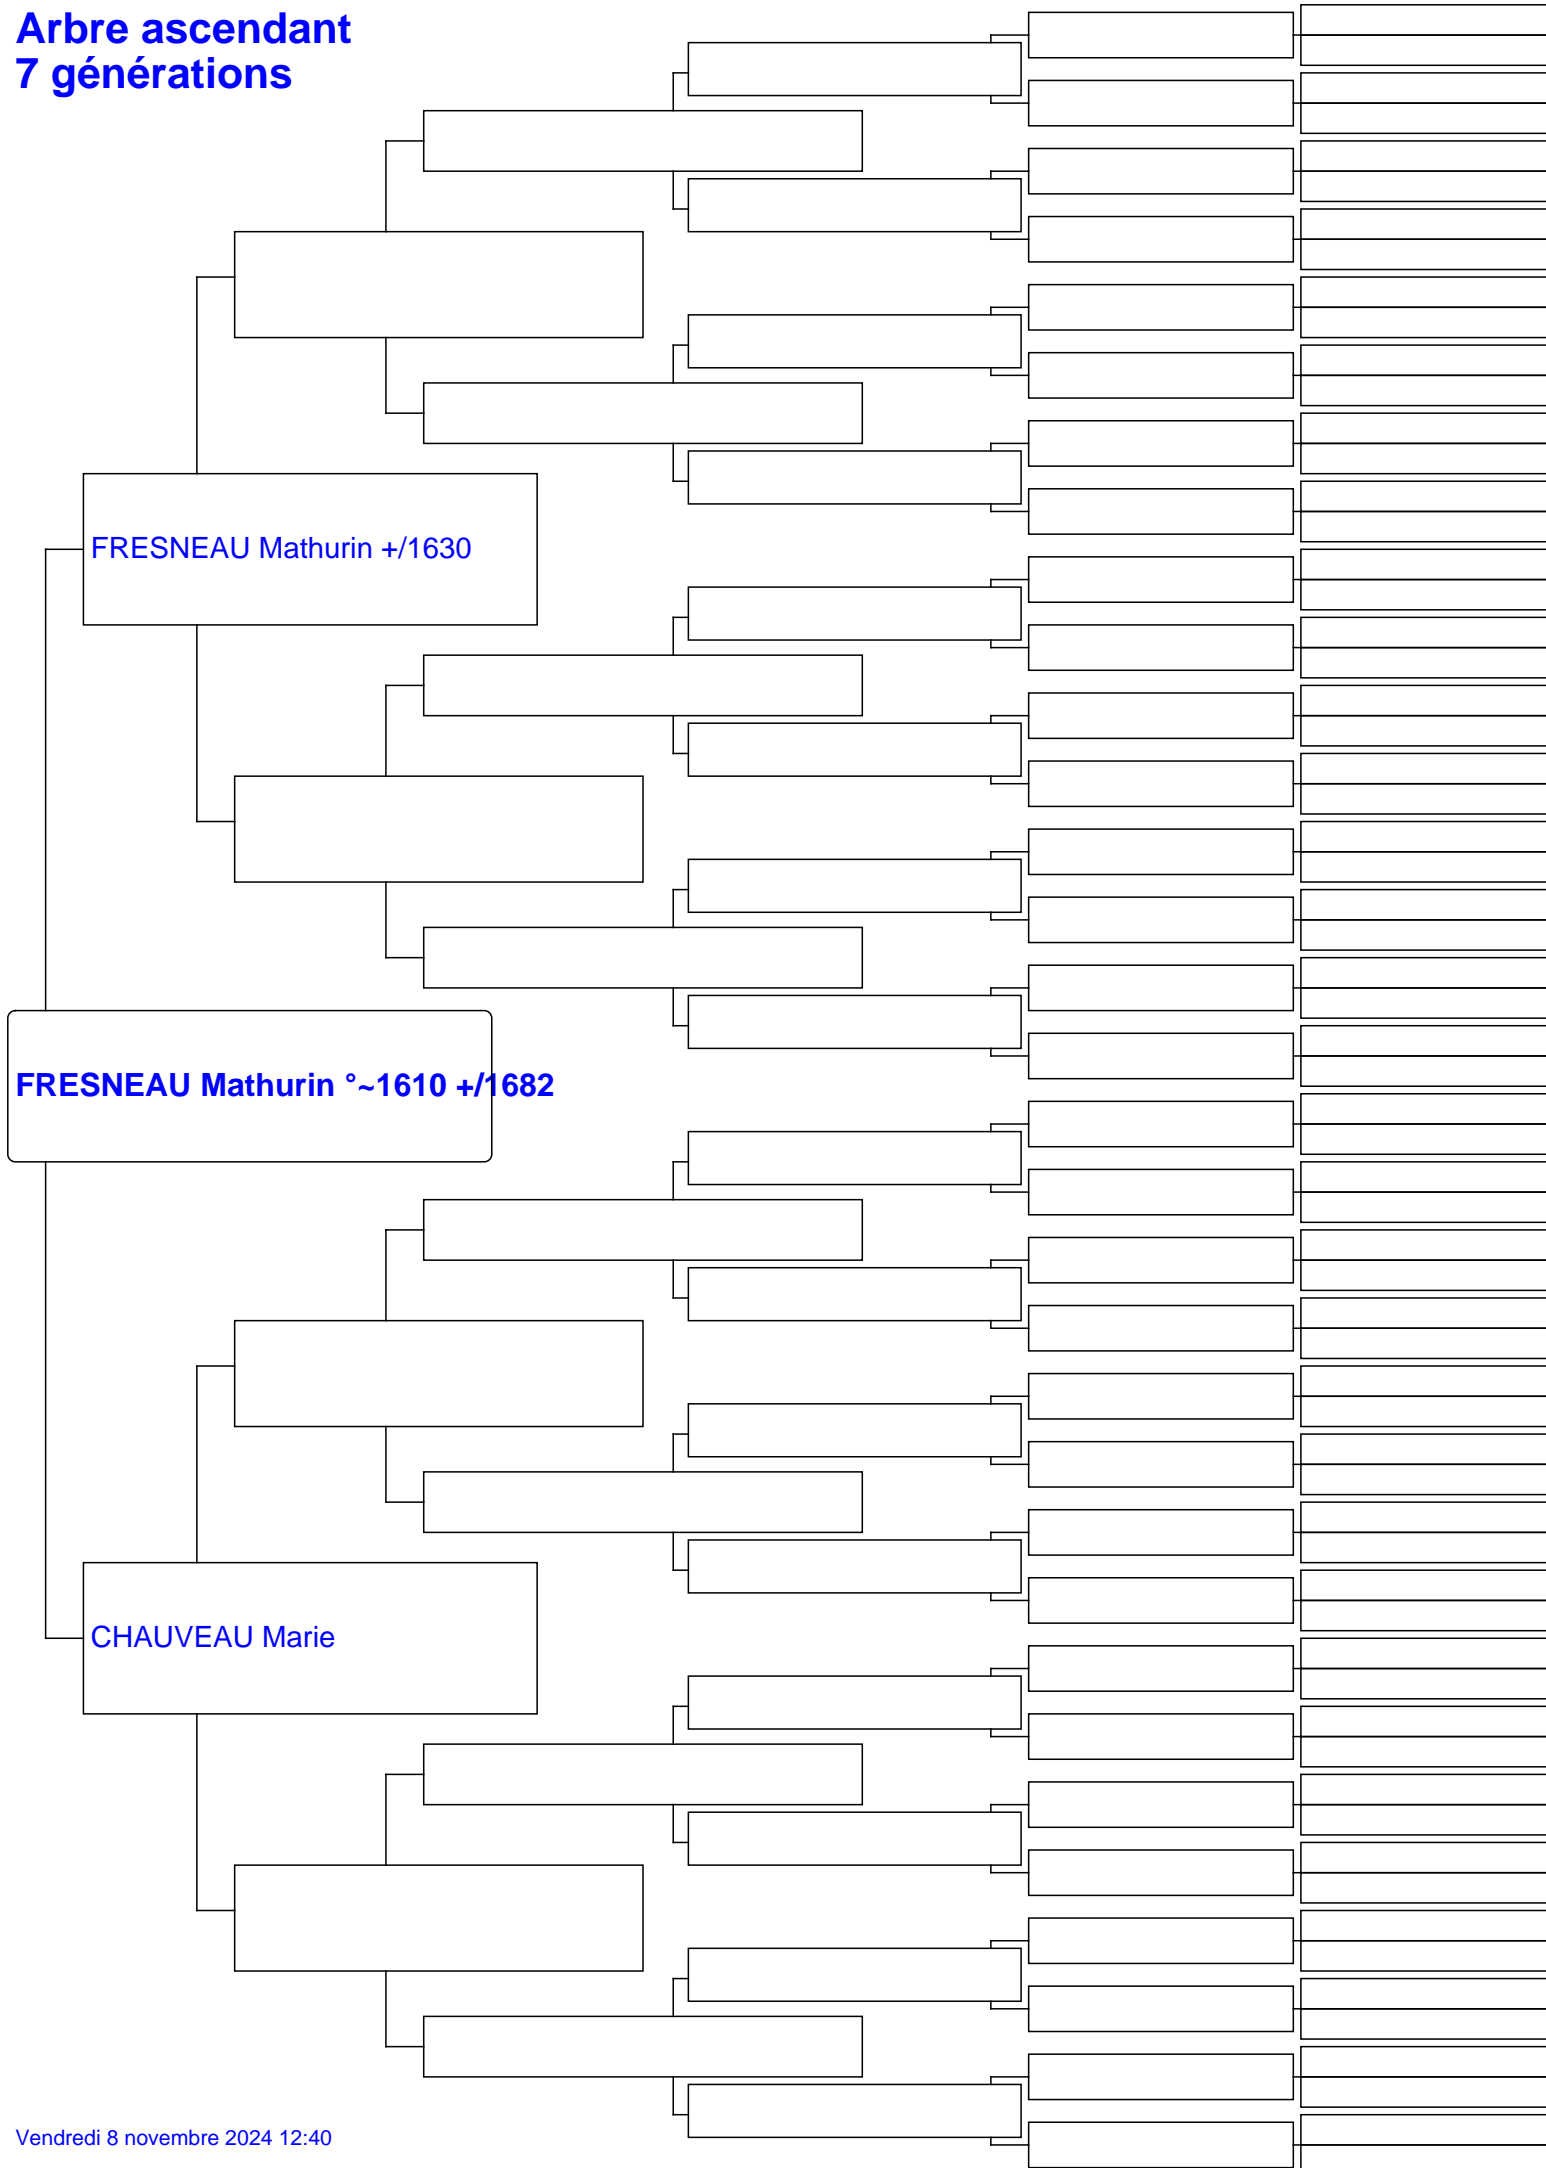 Arbre ascendant
7 générations
FRESNEAU Mathurin +/1630
FRESNEAU Mathurin °~1610 +/1682
CHAUVEAU Marie
Vendredi 8 novembre 2024 12:40